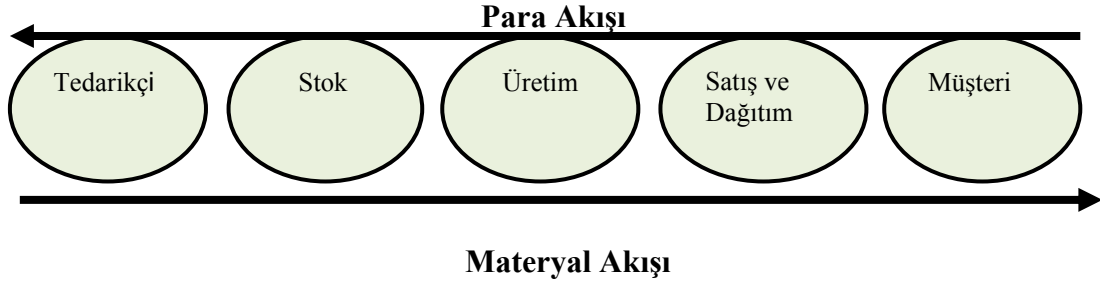 Para Akışı
Tedarikçi
Stok
Üretim
Satış ve
Dağıtım
Müşteri
Materyal Akışı